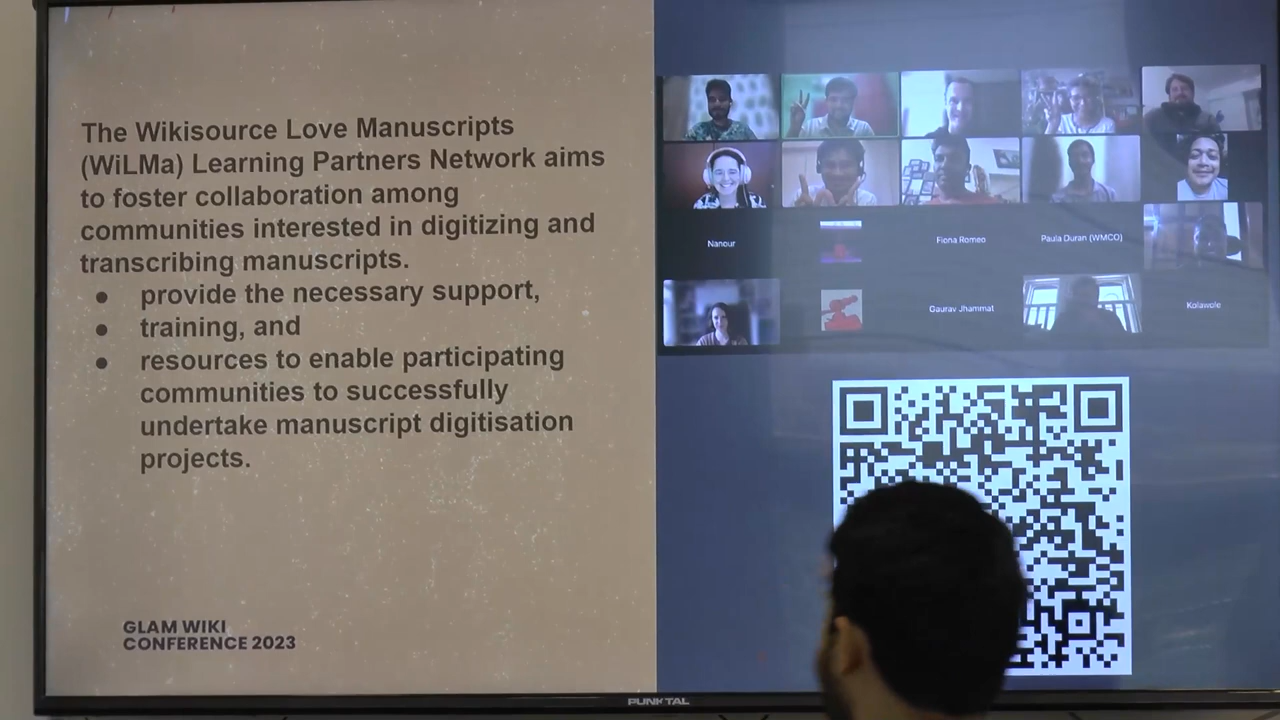 The Wikisource Love Manuscripts
(WiLMa) Learning Partners Network aims
to foster collaboration among
communities interested in digitizing and
transcribing manuscripts.
● provide the necessary support,
● training, and
● resources to enable participating
communities to successfully
undertake manuscript digitisation
projects.
GLAM WIKI
CONFERENCE 2023
Nanour
Fiona Romeo
Paula Duran (WMCO)
Gaurav Jhammat
Kolawole
PUNKTAL